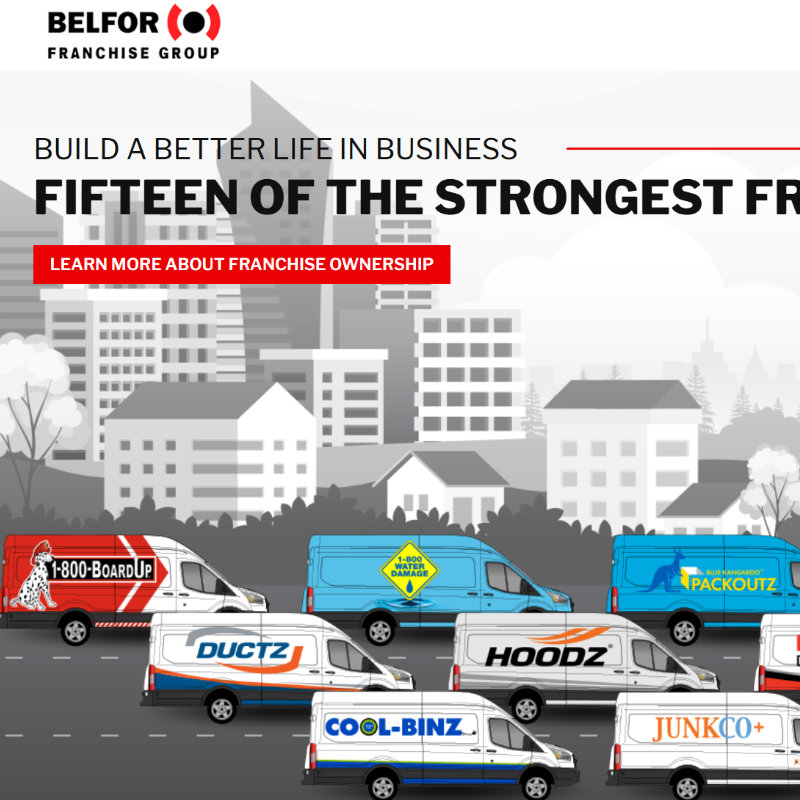 BELFOR
FRANCHISE GROUP
BUILD A BETTER LIFE IN BUSINESS
FIFTEEN OF THE STRONGEST FR
LEARN MORE ABOUT FRANCHISE OWNERSHIP
1-800-BOARDUP
1-800
WATER
DAMAGE
BLUE KANGAROO™
PACKOUTZ
DUCTZ
HOODZ®
COOL-BINZ
JUNKCO+